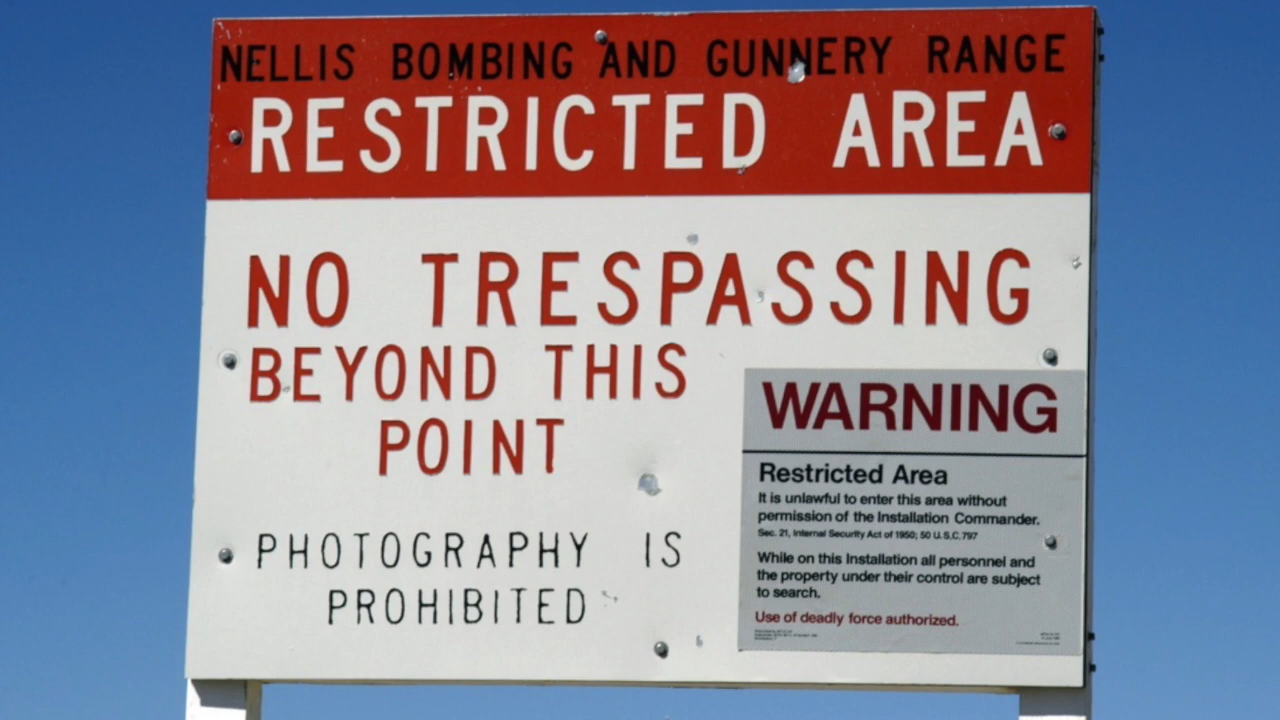 NELLIS BOMBING AND GUNNERY RANGE
RESTRICTED AREA
NO TRESPASSING
BEYOND THIS
POINT
PHOTOGRAPHY IS
PROHIBITED
WARNING
Restricted Area
It is unlawful to enter this area without
permission of the Installation Commander.
Sec. 21, Internal Security Act of 1950; 50 U.S.C. 797
While on this Installation all personnel and
the property under their control are subject
to search.
Use of deadly force authorized.